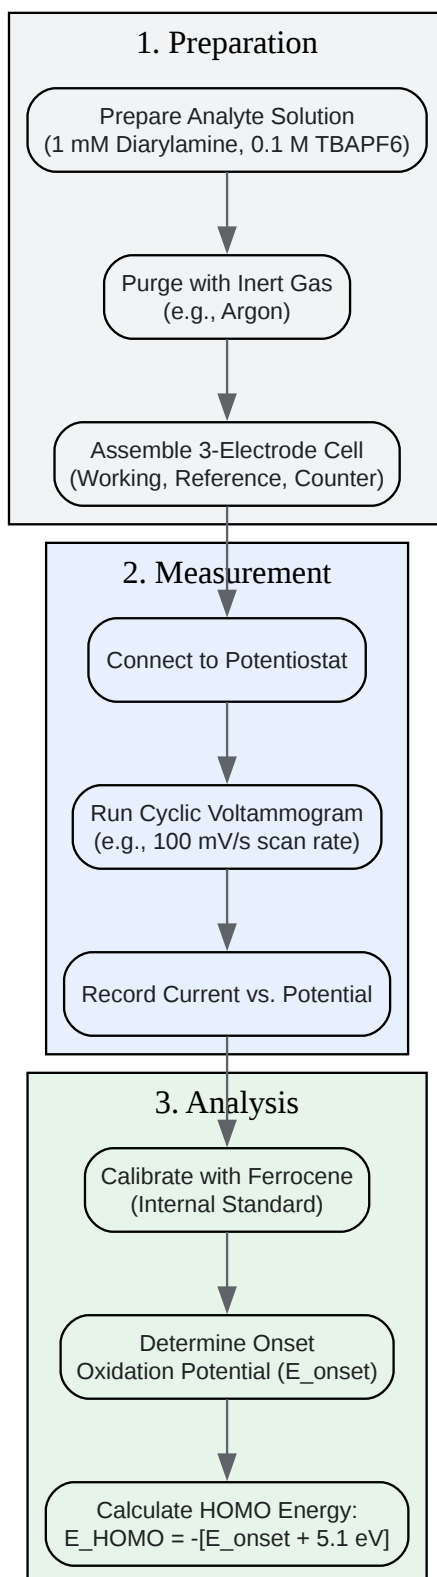 1. Preparation
Prepare Analyte Solution
(1 mM Diarylamine, 0.1 M TBAPF6)
Purge with Inert Gas
(e.g., Argon)
Assemble 3-Electrode Cell
(Working, Reference, Counter)
2. Measurement
Connect to Potentiostat
Run Cyclic Voltammogram
(e.g., 100 mV/s scan rate)
Record Current vs. Potential
3. Analysis
Calibrate with Ferrocene
(Internal Standard)
Determine Onset
Oxidation Potential (E_onset)
Calculate HOMO Energy:
E_HOMO = -[E_onset + 5.1 eV]